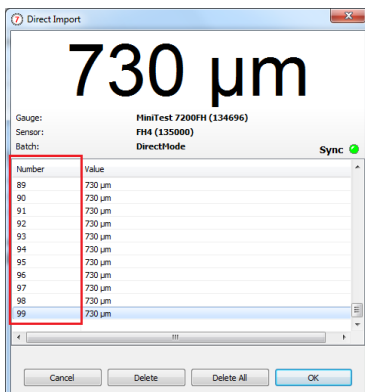 7 Direct Import
730 µm
Gauge: MiniTest 7200FH (134696)
Sensor: FH4 (135000)
Batch: DirectMode Sync
Number Value
89 730 µm
90 730 µm
91 730 µm
92 730 µm
93 730 µm
94 730 µm
95 730 µm
96 730 µm
97 730 µm
98 730 µm
99 730 µm
Cancel Delete Delete All OK